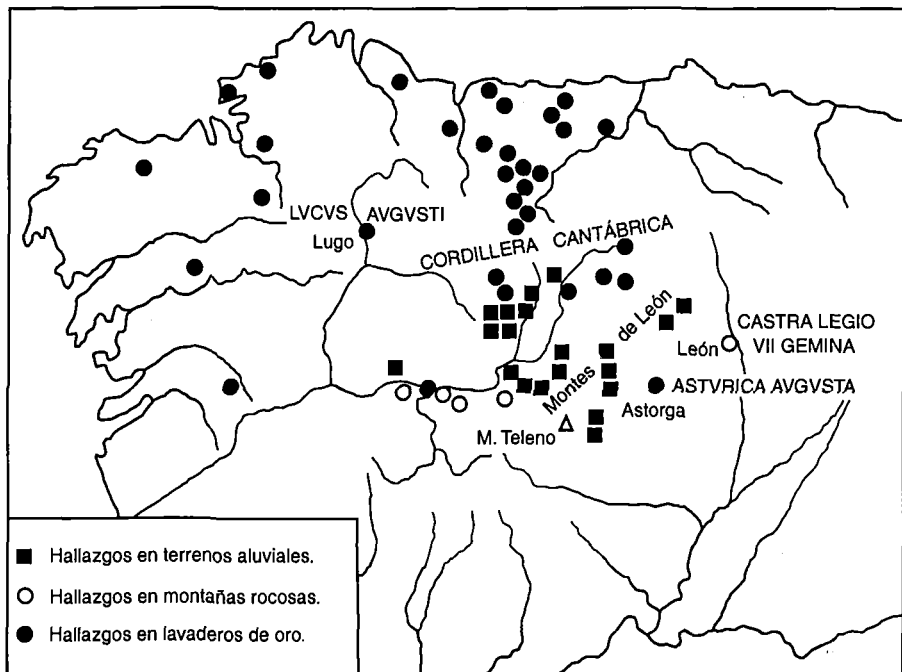 LVCVS AVGVSTI
Lugo
CORDILLERA CANTÁBRICA
Montes de León
León
CASTRA LEGIO
VII GEMINA
ASTVRICA AVGVSTA
Astorga
M. Teleno
Hallazgos en terrenos aluviales.
Hallazgos en montañas rocosas.
Hallazgos en lavaderos de oro.